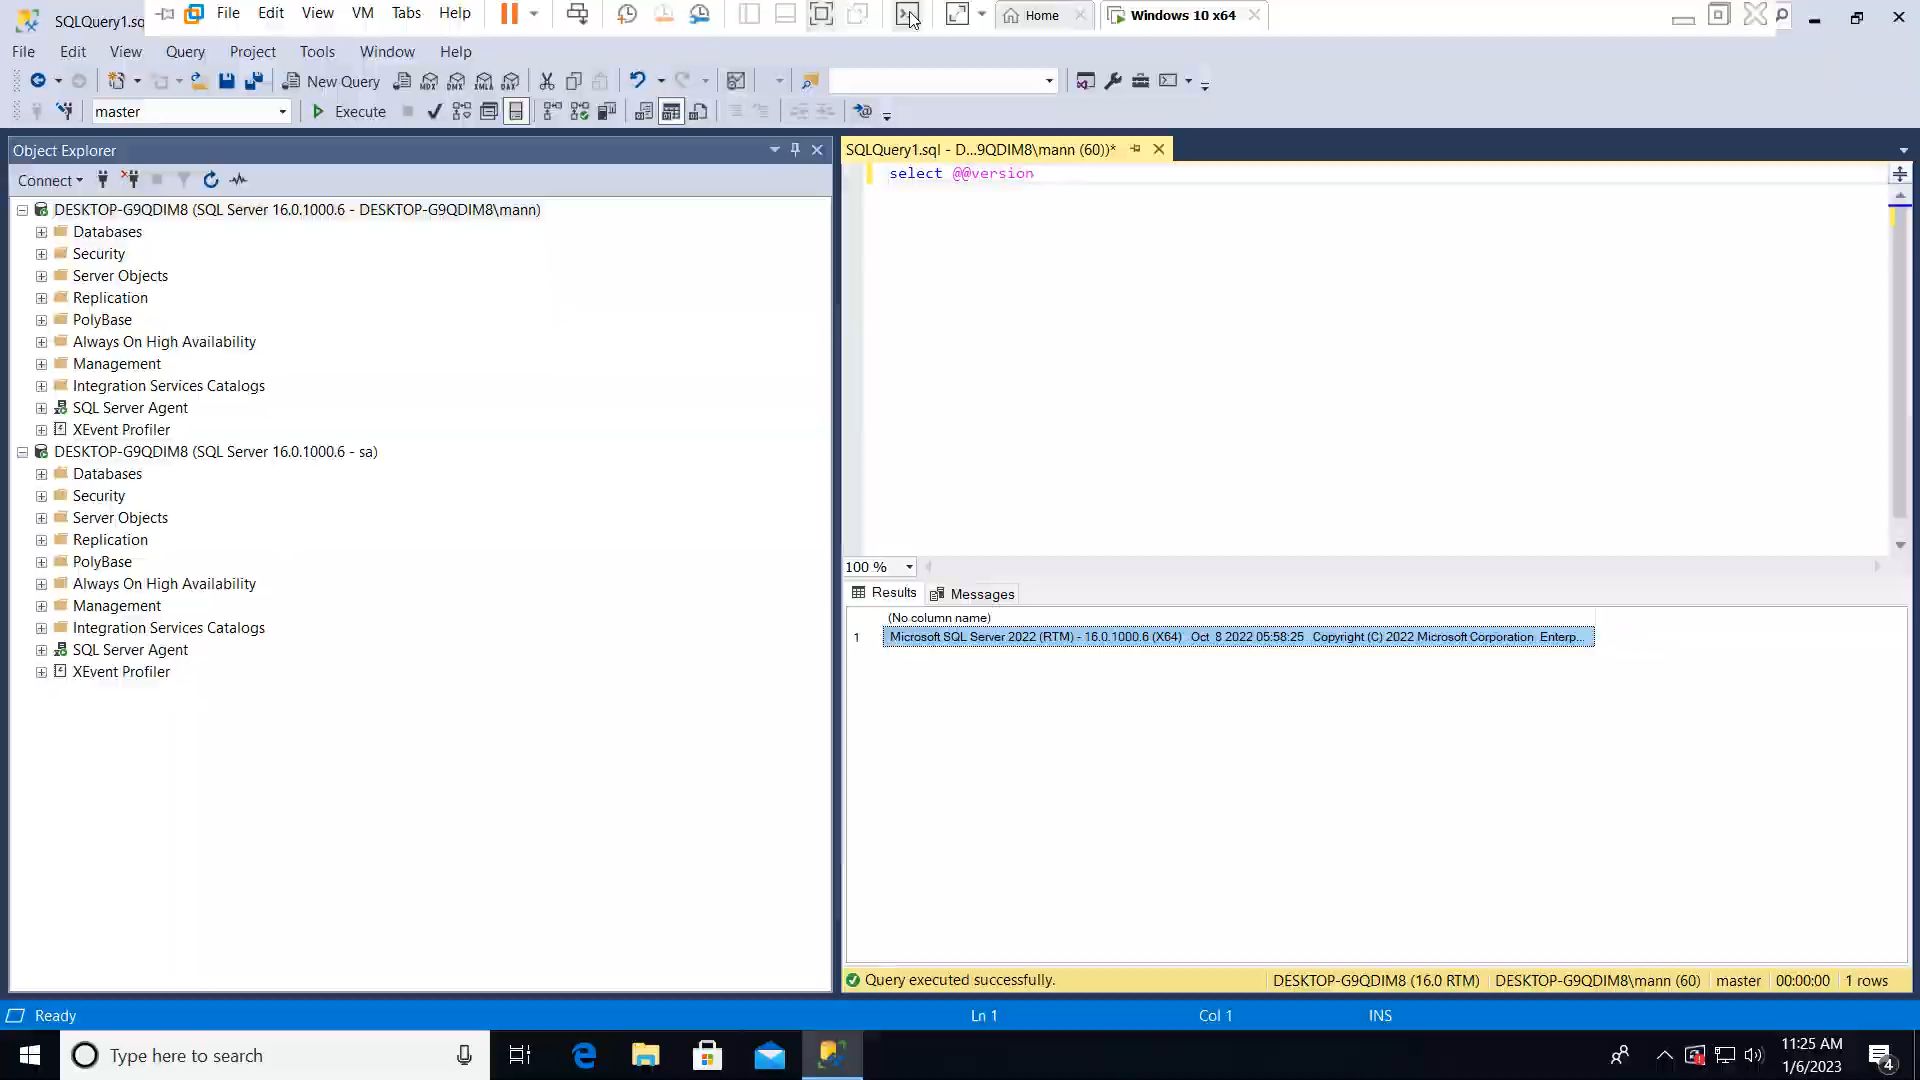 SQLQuery1.sq
File Edit View VM Tabs Help
Home
Windows 10 x64
File Edit View Query Project Tools Window Help
New Query MDX DMX XMLA DAX
master Execute
Object Explorer
Connect
DESKTOP-G9QDIM8 (SQL Server 16.0.1000.6 - DESKTOP-G9QDIM8\mann)
Databases
Security
Server Objects
Replication
PolyBase
Always On High Availability
Management
Integration Services Catalogs
SQL Server Agent
XEvent Profiler
DESKTOP-G9QDIM8 (SQL Server 16.0.1000.6 - sa)
Databases
Security
Server Objects
Replication
PolyBase
Always On High Availability
Management
Integration Services Catalogs
SQL Server Agent
XEvent Profiler
SQLQuery1.sql - D...9QDIM8\mann (60))*
select @@version
100 %
Results Messages
(No column name)
1 Microsoft SQL Server 2022 (RTM) - 16.0.1000.6 (X64) Oct 8 2022 05:58:25 Copyright (C) 2022 Microsoft Corporation Enterp...
Query executed successfully. DESKTOP-G9QDIM8 (16.0 RTM) DESKTOP-G9QDIM8\mann (60) master 00:00:00 1 rows
Ready Ln 1 Col 1 INS
Type here to search
11:25 AM
1/6/2023
4